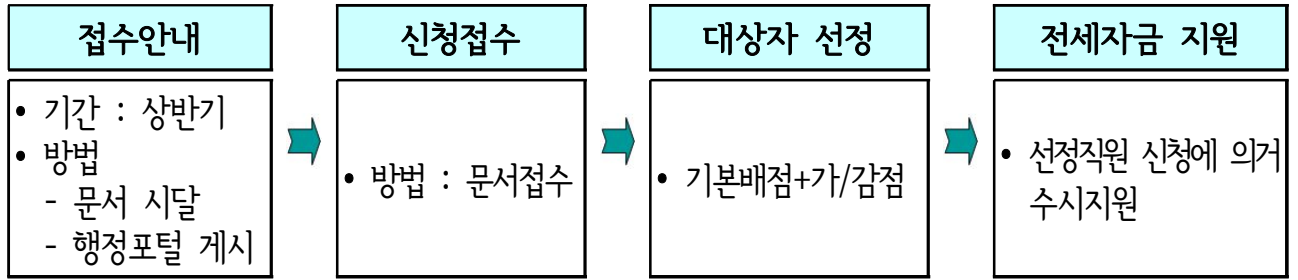 접수안내
• 기간 : 상반기
• 방법
- 문서 시달
- 행정포털 게시
신청접수
• 방법 : 문서접수
대상자 선정
• 기본배점+가/감점
전세자금 지원
• 선정직원 신청에 의거
수시지원